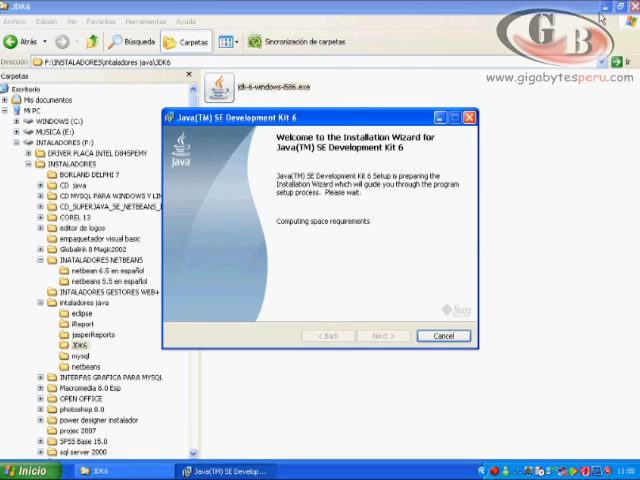 JDK6
Archivo Edición Ver Favoritos Herramientas Ayuda
Atrás Búsqueda Carpetas Sincronización de carpetas
Dirección F:\INSTALADORES\intaladores java\JDK6 Ir
GB
www.gigabytesperu.com
Carpetas
Escritorio
Mis documentos
Mi PC
WINDOWS (C:)
MUSICA (E:)
INTALADORES (F:)
DRIVER PLACA INTEL D845PEMY
INSTALADORES
BORLAND DELPHI 7
CD java
CD MYSQL PARA WINDOWS Y LIN
CD_SUPERJAVA_SE_NETBEANS_
COREL 13
editor de logos
empaquetador visual basic
Globalink 8 Magic2002
INATALADORES NETBEANS
netbean 6.5 en español
netbeans 5.5 en español
INTALADORES GESTORES WEB+
intaladores java
eclipse
iReport
jasperReports
JDK6
mysql
netbeans
INTERFAS GRAFICA PARA MYSQL
Macromedia 8.0 Esp
OPEN OFFICE
photoshop 8.0
power designer instalador
projec 2007
SPSS Base 15.0
sql server 2000
jdk-6-windows-i586.exe
Java(TM) SE Development Kit 6
Java
Welcome to the Installation Wizard for
Java(TM) SE Development Kit 6
Java(TM) SE Development Kit 6 Setup is preparing the
Installation Wizard which will guide you through the program
setup process. Please wait.
Computing space requirements
Sun
< Back Next > Cancel
Inicio JDK6 Java(TM) SE Develop... 11:55